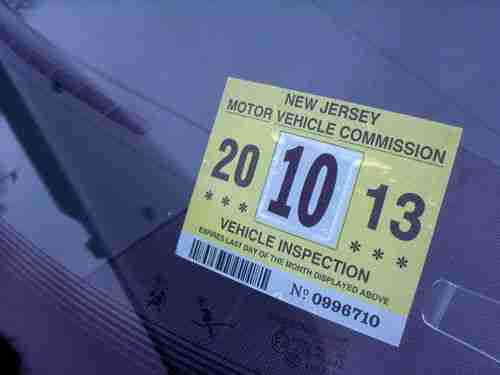 NEW JERSEY
MOTOR VEHICLE COMMISSION
20 10 13
* * * * * *
VEHICLE INSPECTION
EXPIRES LAST DAY OF THE MONTH DISPLAYED ABOVE
Nº 0996710